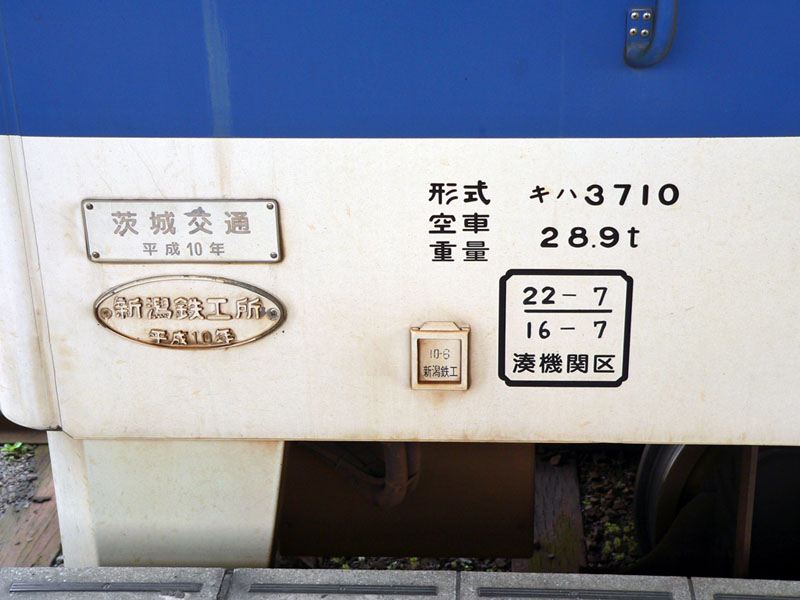 茨城交通
平成10年
新潟鉄工所
平成10年
形式 キハ3710
空車
重量 28.9t
10-6
新潟鉄工
22-7
16-7
湊機関区